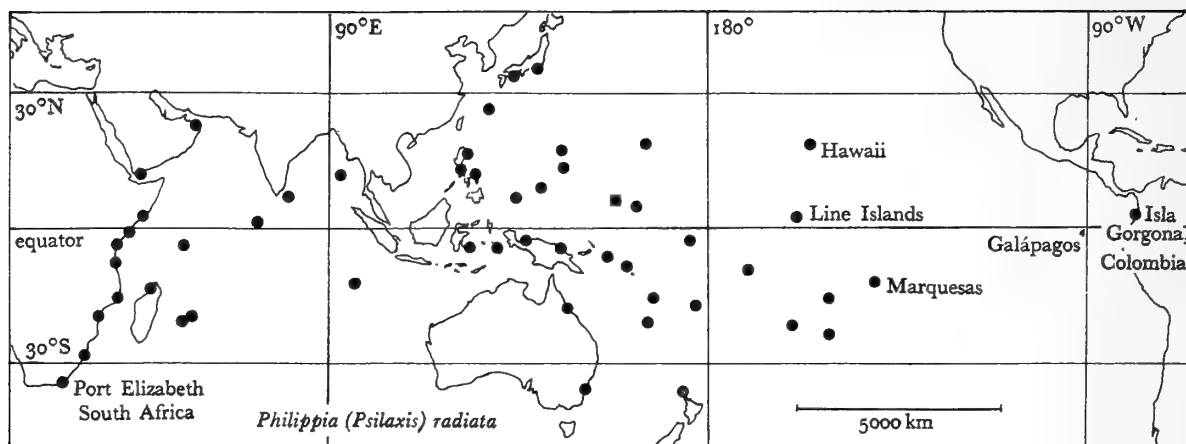 90°E
180°
90°W
30°N
Hawaii
Line Islands
Isla
Gorgona,
Colombia
equator
Galápagos
Marquesas
30°S
Port Elizabeth
South Africa
Philippia (Psilaxis) radiata
5000 km